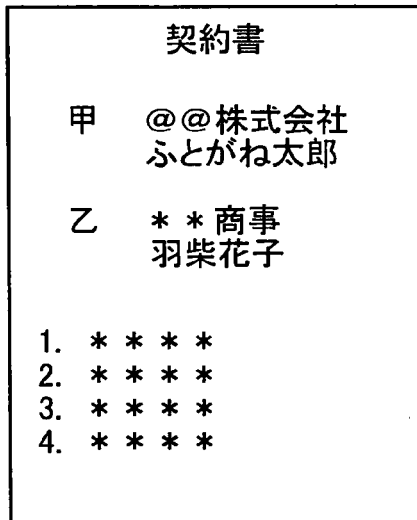 契約書
甲 @@株式会社
ふとがね太郎
乙 **商事
羽柴花子
1. ****
2. ****
3. ****
4. ****